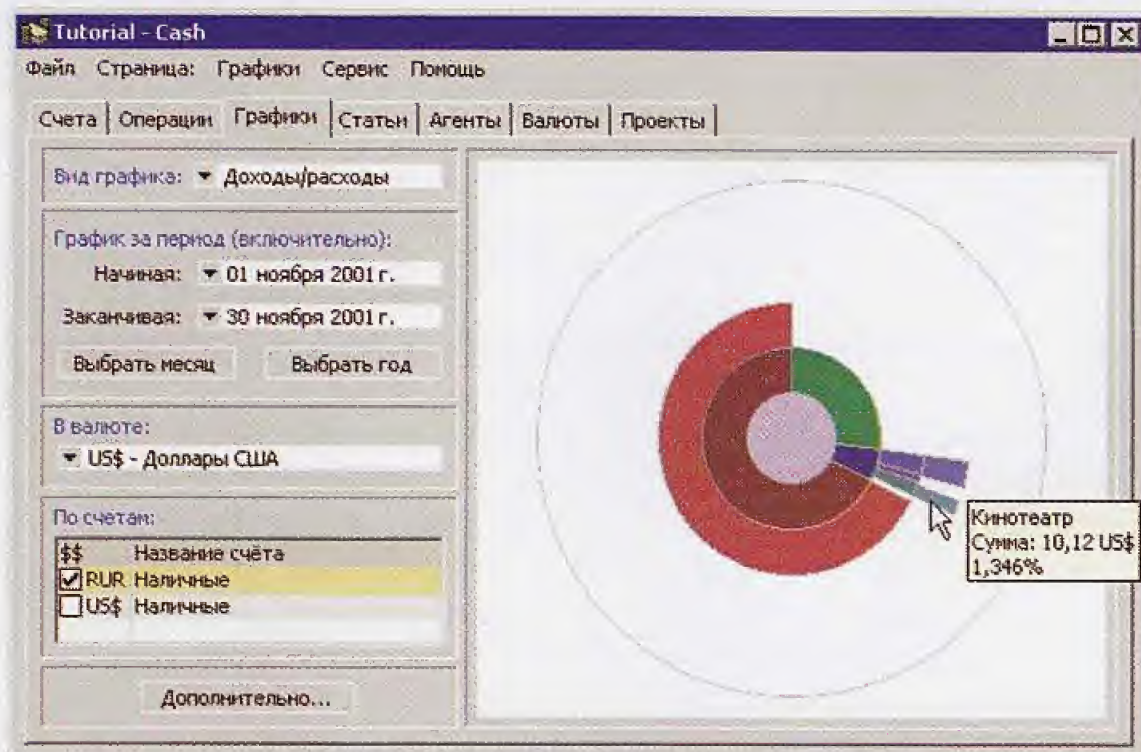 Tutorial - Cash
Файл Страница: Графики Сервис Помощь
Счета Операции Графики Статьи Агенты Валюты Проекты
Вид графика: Доходы/расходы
График за период (включительно):
Начиная: 01 ноября 2001 г.
Заканчивая: 30 ноября 2001 г.
Выбрать месяц Выбрать год
В валюте:
US$ - Доллары США
По счетам:
$$ Название счёта
RUR Наличные
US$ Наличные
Дополнительно...
Кинотеатр
Сумма: 10,12 US$
1,346%